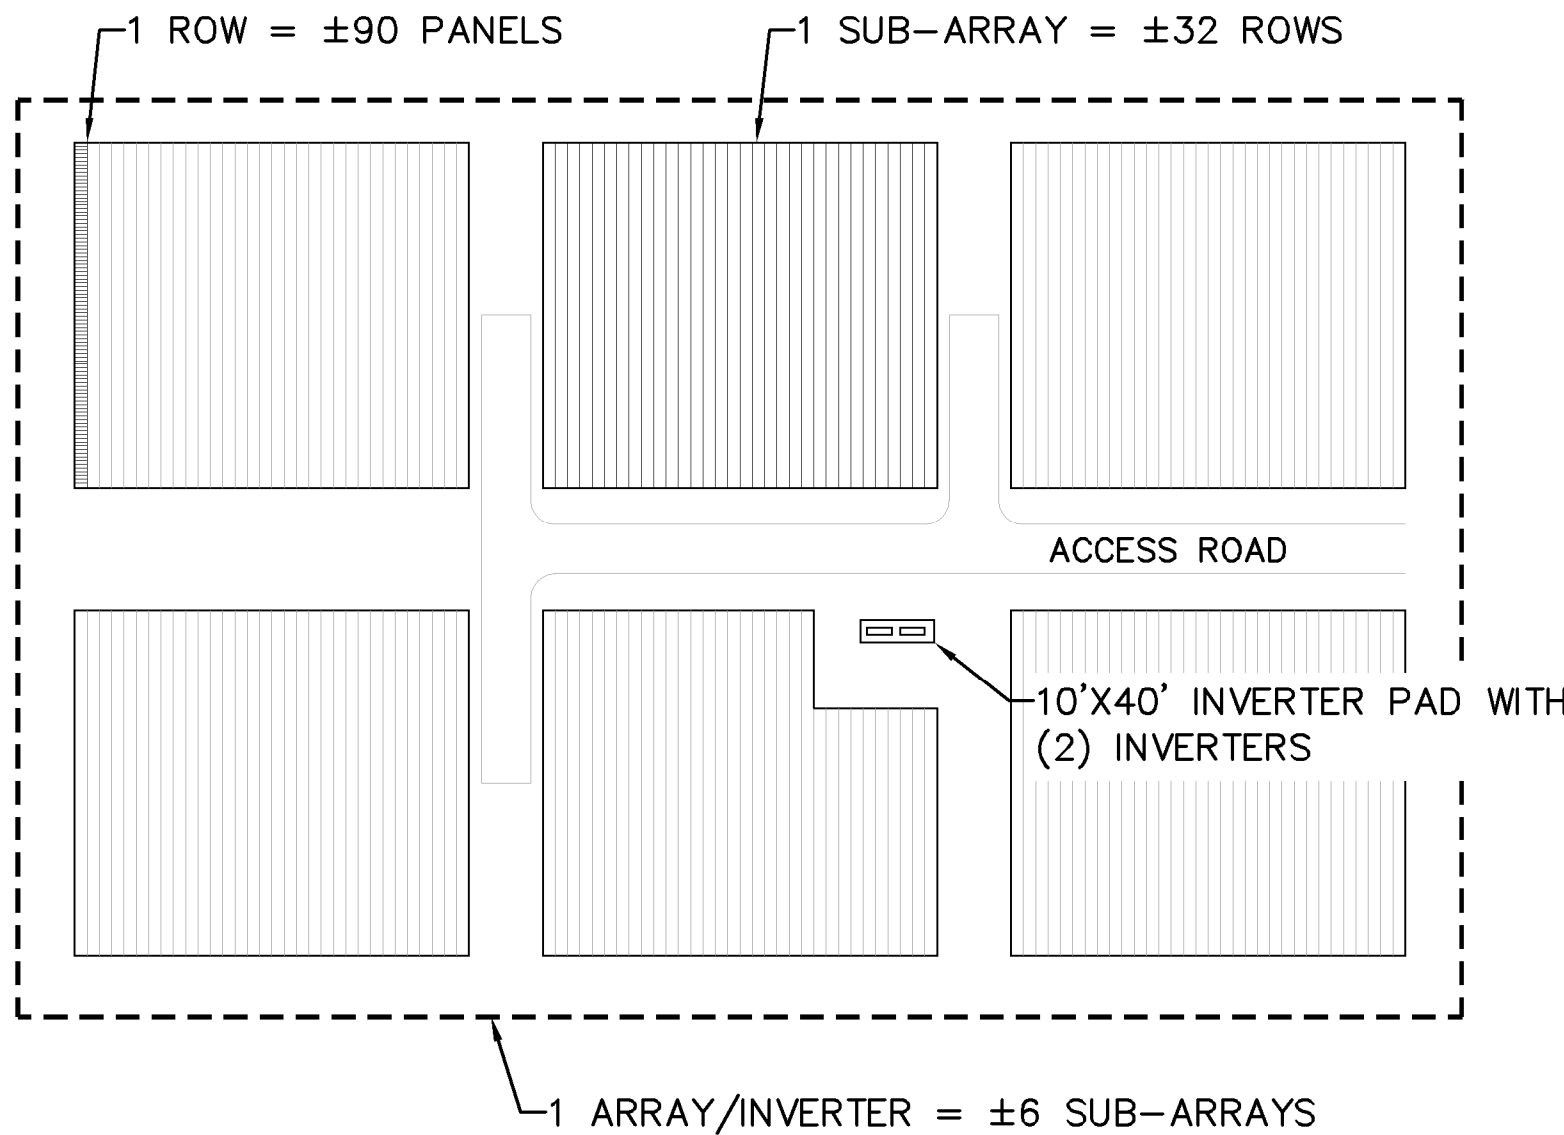 1 ROW = ±90 PANELS
1 SUB-ARRAY = ±32 ROWS
ACCESS ROAD
10'X40' INVERTER PAD WITH
(2) INVERTERS
1 ARRAY/INVERTER = ±6 SUB-ARRAYS